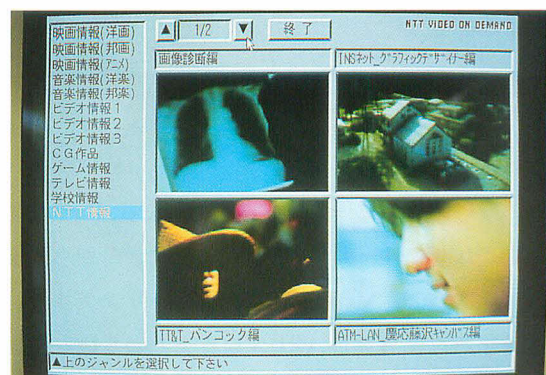 映画情報(洋画)
映画情報(邦画)
映画情報(アニメ)
音楽情報(洋楽)
音楽情報(邦楽)
ビデオ情報1
ビデオ情報2
ビデオ情報3
CG作品
ゲーム情報
テレビ情報
学校情報
NTT情報
▲ 1/2 ▼ 終了
NTT VIDEO ON DEMAND
画像診断編
INSネット_グラフィックデザイナー編
TT&T_バンコック編
ATM-LAN_慶応藤沢キャンパス編
▲上のジャンルを選択して下さい